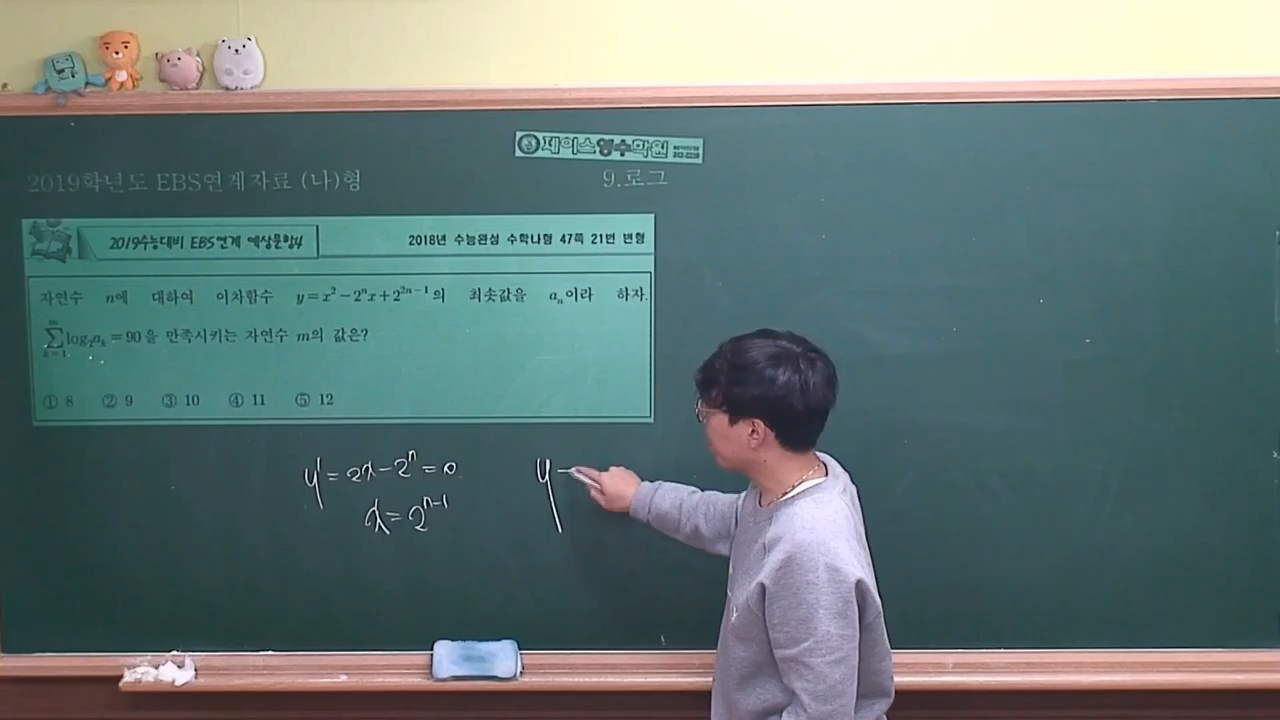 제이스영수학원
2019학년도 EBS연계자료 (나)형
9.로그
2019수능대비 EBS연계 예상문항4
2018년 수능완성 수학나형 47쪽 21번 변형
자연수 n에 대하여 이차함수 y=x²-2ⁿx+2²ⁿ⁻¹의 최솟값을 aₙ이라 하자.
∑_{k=1}^{m} log₂aₖ=90을 만족시키는 자연수 m의 값은?
① 8 ② 9 ③ 10 ④ 11 ⑤ 12
y'=2x-2ⁿ=0
x=2ⁿ⁻¹
y=